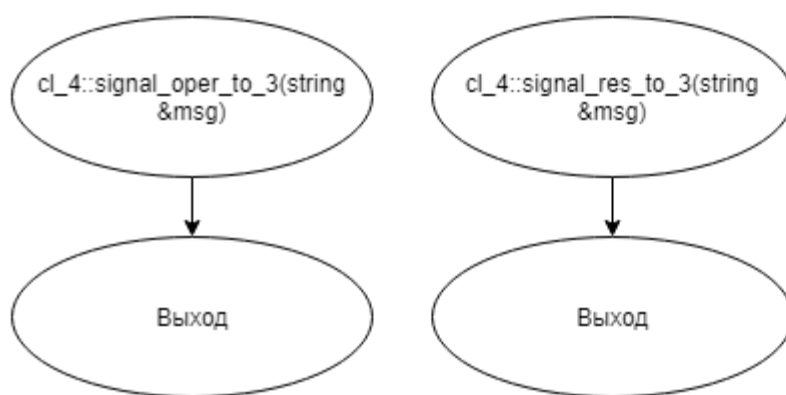 cl_4::signal_oper_to_3(string
&msg)
cl_4::signal_res_to_3(string
&msg)
Выход
Выход